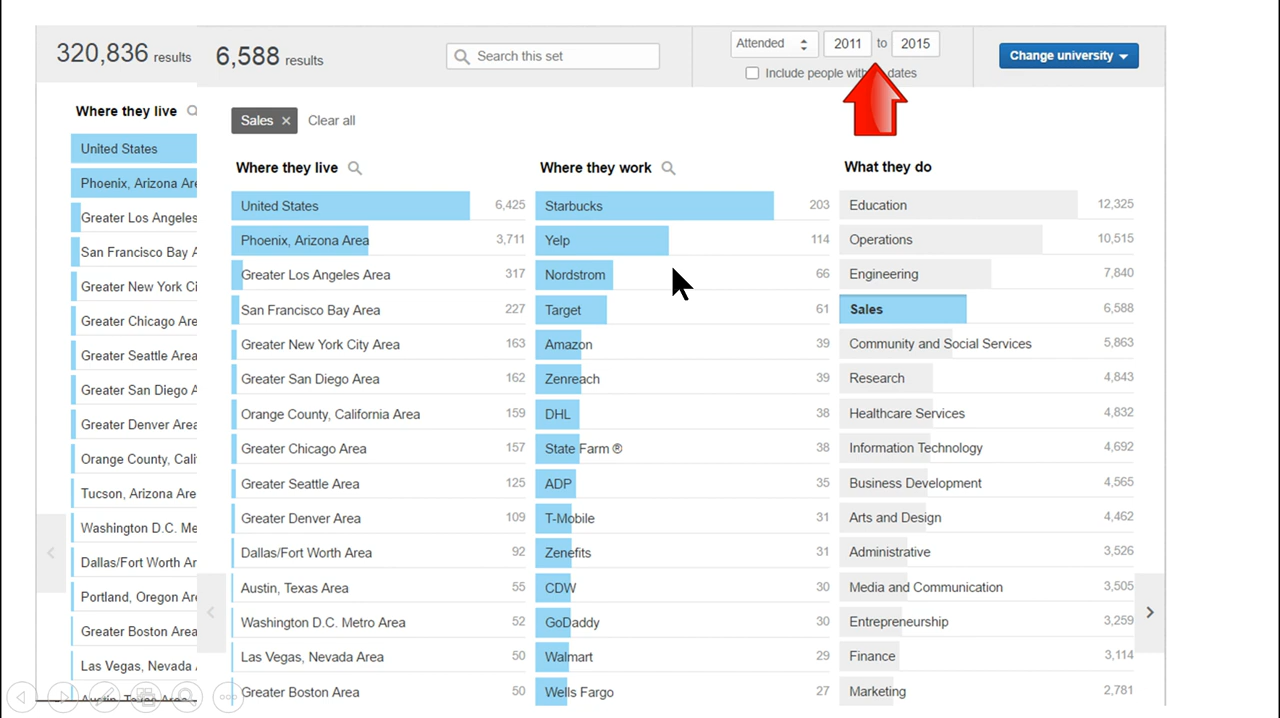 320,836 results
Where they live
United States
Phoenix, Arizona Are
Greater Los Angeles
San Francisco Bay A
Greater New York Ci
Greater Chicago Are
Greater Seattle Area
Greater San Diego A
Greater Denver Area
Orange County, Cali
Tucson, Arizona Are
Washington D.C. Me
Dallas/Fort Worth Ar
Portland, Oregon Are
Greater Boston Area
Las Vegas, Nevada
6,588 results
Search this set
Attended 2011 to 2015
Include people with dates
Change university
Sales × Clear all
Where they live
United States 6,425
Phoenix, Arizona Area 3,711
Greater Los Angeles Area 317
San Francisco Bay Area 227
Greater New York City Area 163
Greater San Diego Area 162
Orange County, California Area 159
Greater Chicago Area 157
Greater Seattle Area 125
Greater Denver Area 109
Dallas/Fort Worth Area 92
Austin, Texas Area 55
Washington D.C. Metro Area 52
Las Vegas, Nevada Area 50
Greater Boston Area 50
Where they work
Starbucks 203
Yelp 114
Nordstrom 66
Target 61
Amazon 39
Zenreach 39
DHL 38
State Farm ® 38
ADP 35
T-Mobile 31
Zenefits 31
CDW 30
GoDaddy 30
Walmart 29
Wells Fargo 27
What they do
Education 12,325
Operations 10,515
Engineering 7,840
Sales 6,588
Community and Social Services 5,863
Research 4,843
Healthcare Services 4,832
Information Technology 4,692
Business Development 4,565
Arts and Design 4,462
Administrative 3,526
Media and Communication 3,505
Entrepreneurship 3,259
Finance 3,114
Marketing 2,781